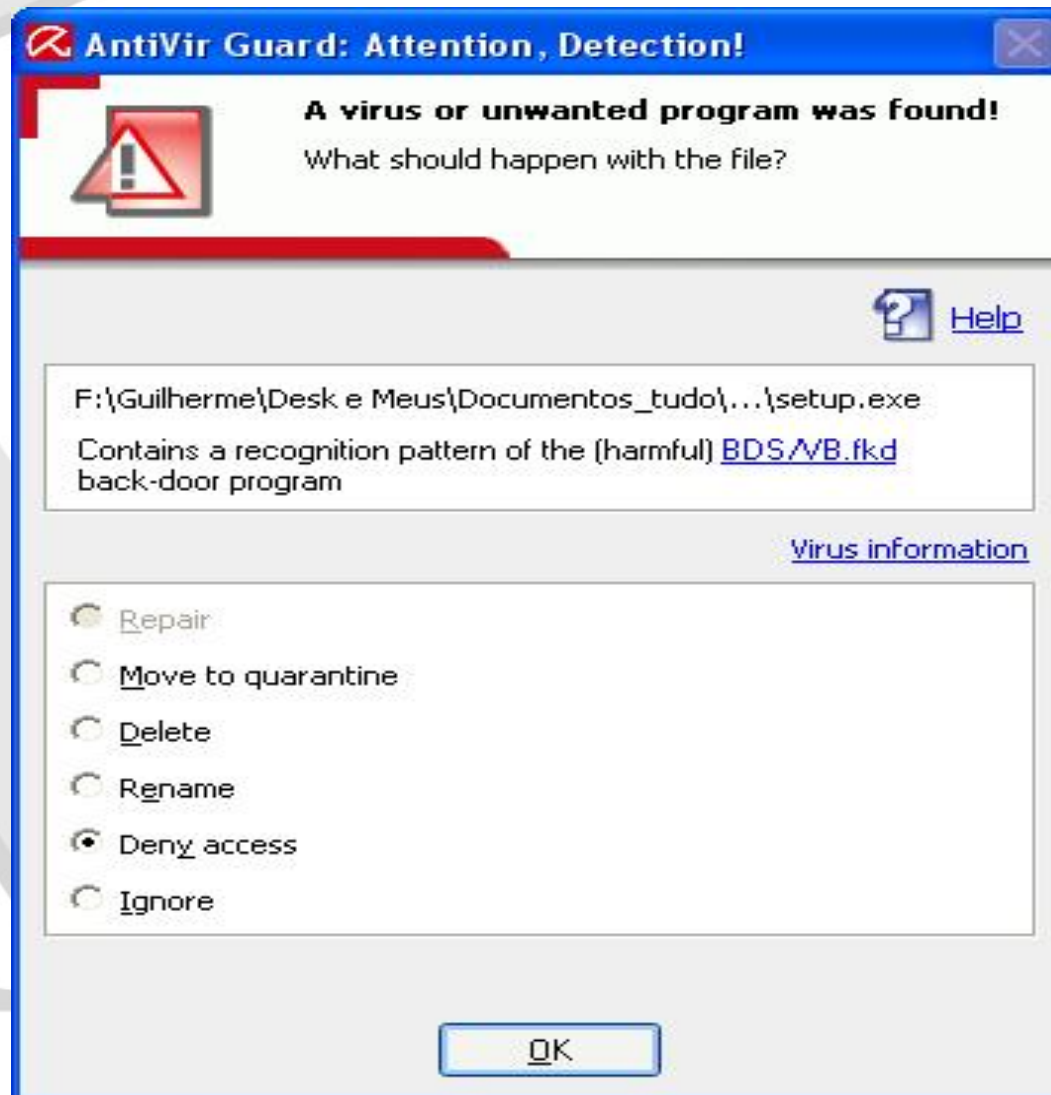 AntiVir Guard: Attention, Detection!
A virus or unwanted program was found!
What should happen with the file?
Help
F:\Guilherme\Desk e Meus\Documentos_tudo\...\setup.exe
Contains a recognition pattern of the (harmful) BDS/VB.fkd
back-door program
Virus information
Repair
Move to quarantine
Delete
Rename
Deny access
Ignore
OK